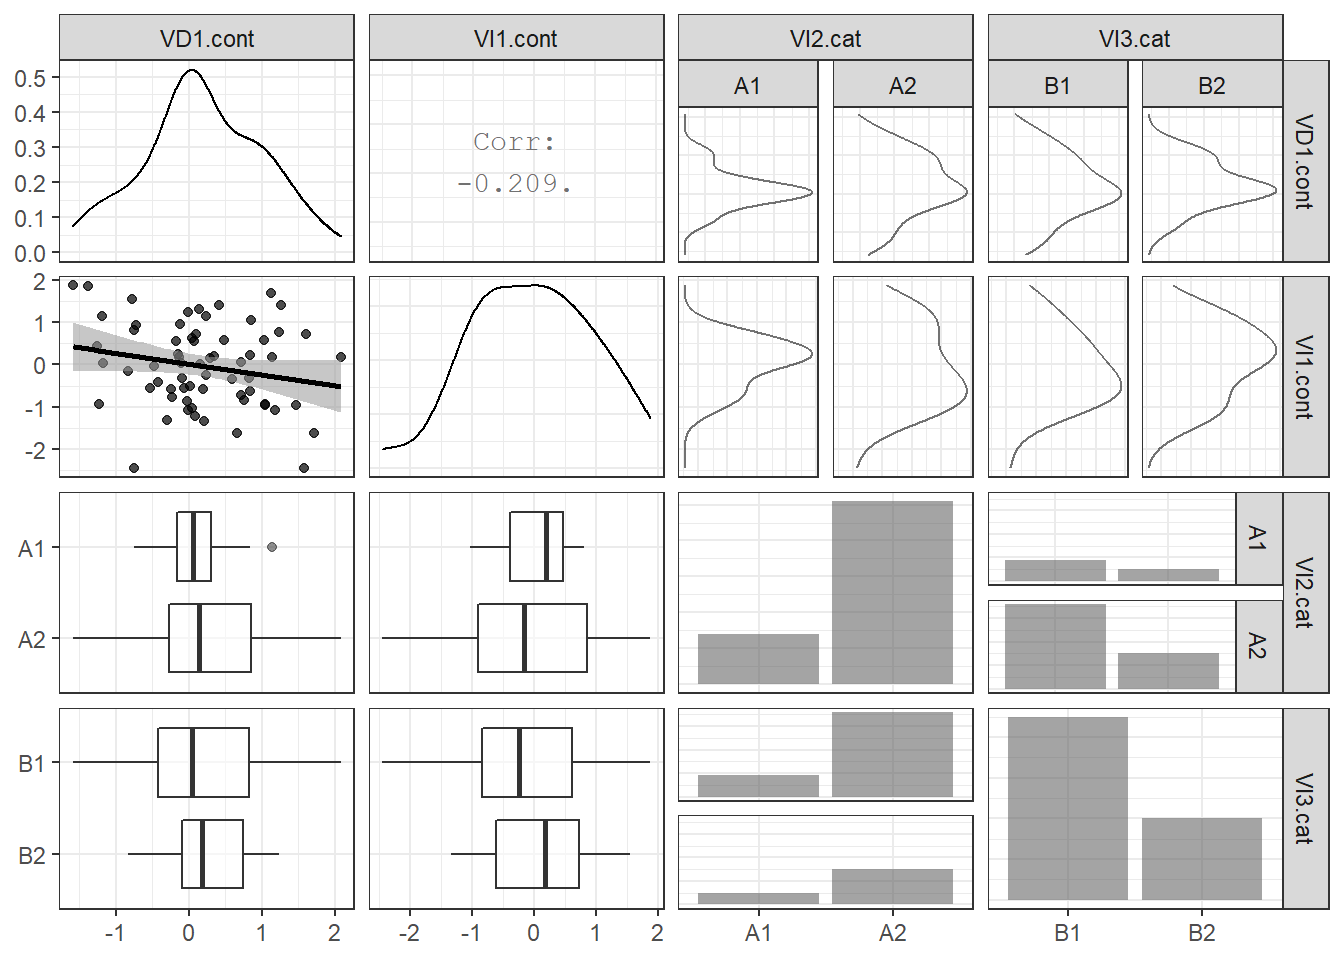 VD1.cont VI1.cont VI2.cat VI3.cat
A1 A2 B1 B2
0.5
0.4
0.3
0.2
0.1
0.0
Corr:
-0.209.
VD1.cont
2
1
0
-1
-2
VI1.cont
A1
A2
A1
A2
VI2.cat
B1
B2
VI3.cat
-1 0 1 2 -2 -1 0 1 2 A1 A2 B1 B2